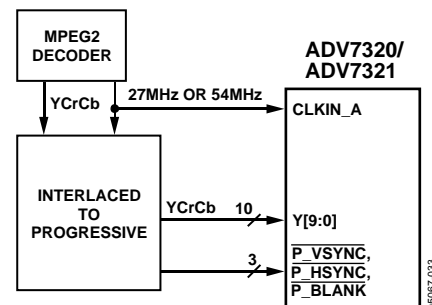 MPEG2
DECODER
ADV7320/
ADV7321
YCrCb
27MHz OR 54MHz
CLKIN_A
INTERLACED
TO
PROGRESSIVE
YCrCb
10
Y[9:0]
3
P_VSYNC,
P_HSYNC,
P_BLANK